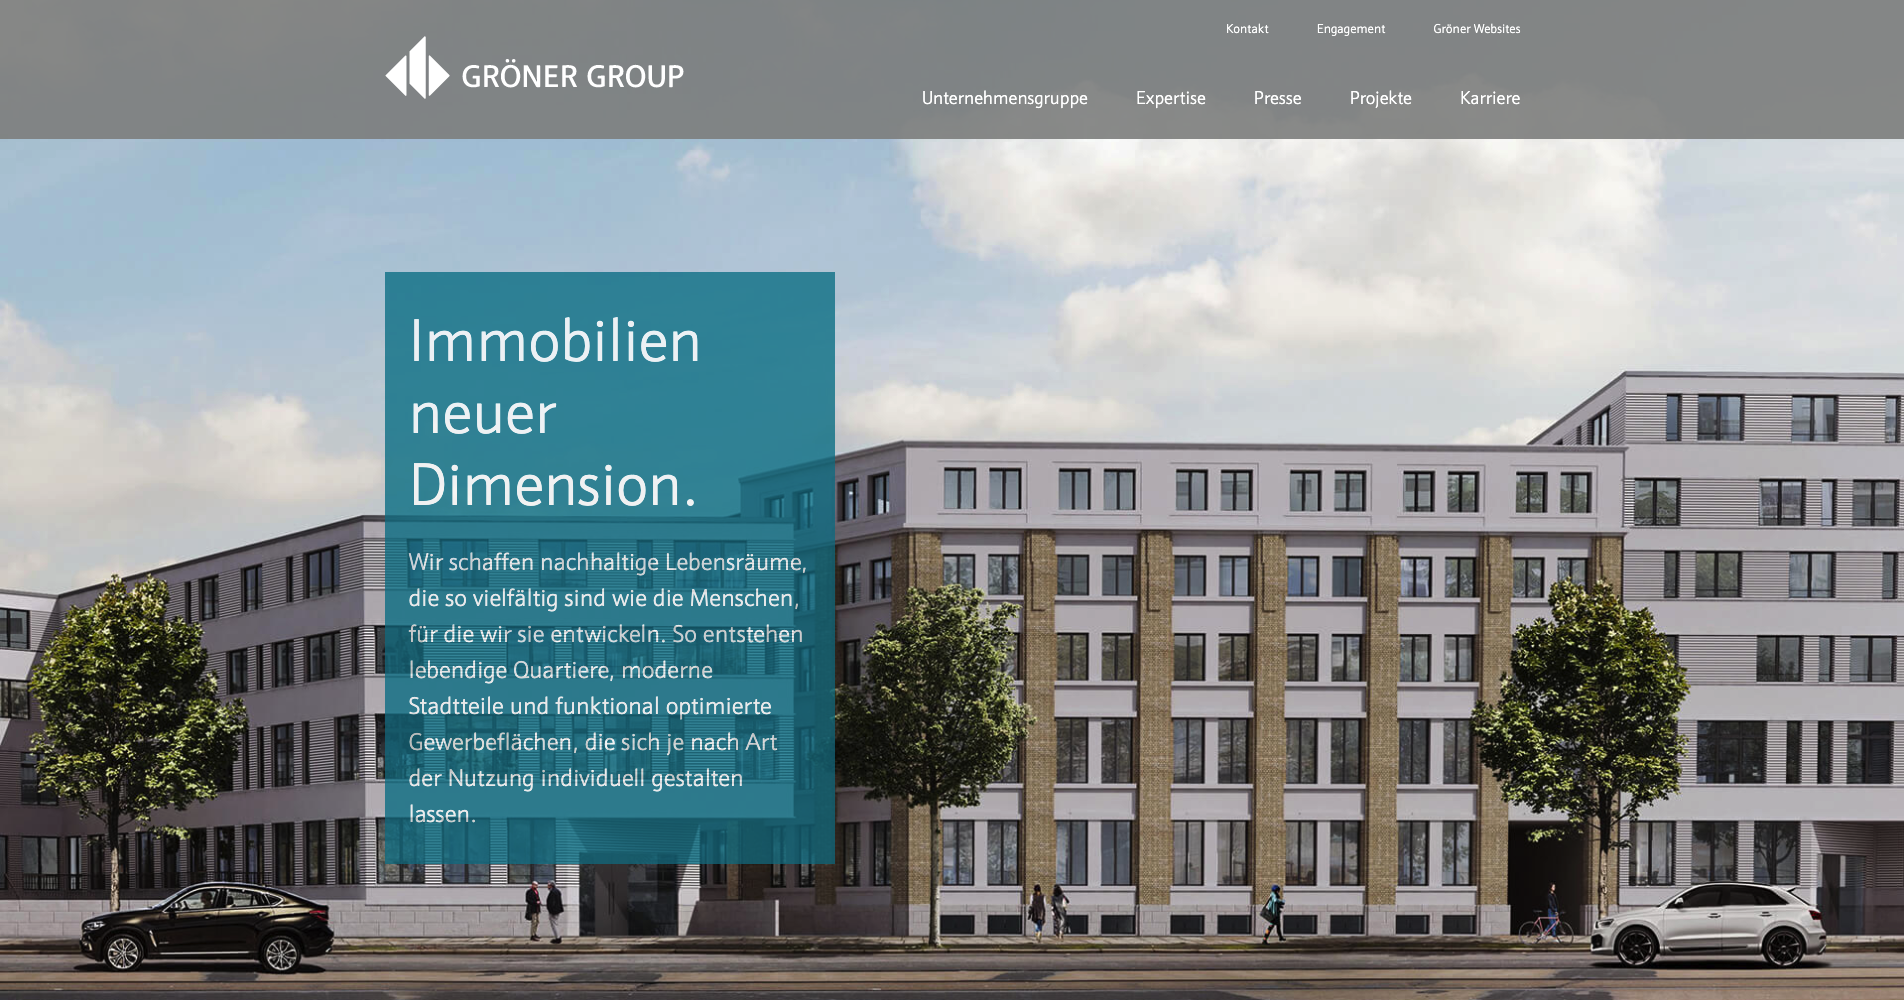 Kontakt Engagement Gröner Websites
GRÖNER GROUP
Unternehmensgruppe Expertise Presse Projekte Karriere
Immobilien
neuer
Dimension.
Wir schaffen nachhaltige Lebensräume,
die so vielfältig sind wie die Menschen,
für die wir sie entwickeln. So entstehen
lebendige Quartiere, moderne
Stadtteile und funktional optimierte
Gewerbeflächen, die sich je nach Art
der Nutzung individuell gestalten
lassen.